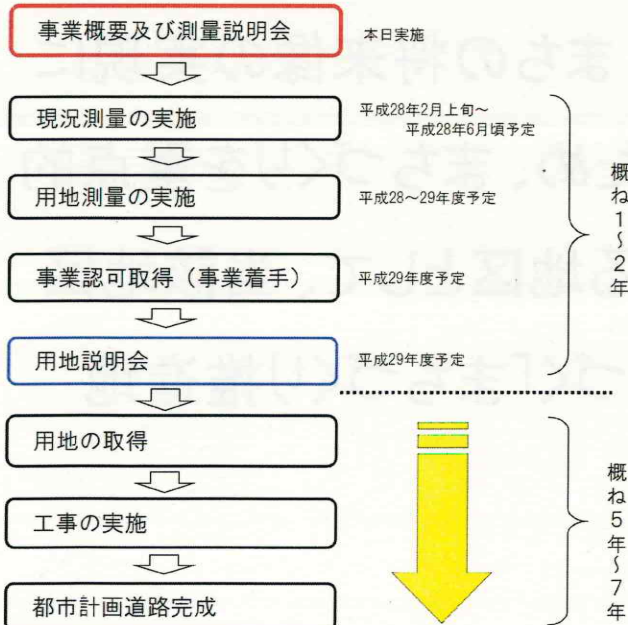 事業概要及び測量説明会
本日実施
現況測量の実施
平成28年2月上旬～
平成28年6月頃予定
用地測量の実施
平成28～29年度予定
事業認可取得（事業着手）
平成29年度予定
用地説明会
平成29年度予定
概ね1～2年
用地の取得
工事の実施
都市計画道路完成
概ね5年～7年